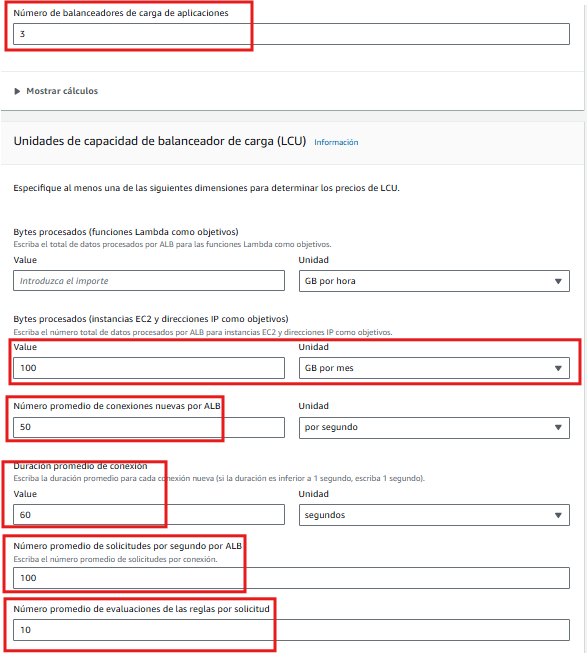 Número de balanceadores de carga de aplicaciones
3
Mostrar cálculos
Unidades de capacidad de balanceador de carga (LCU) Información
Especifique al menos una de las siguientes dimensiones para determinar los precios de LCU.
Bytes procesados (funciones Lambda como objetivos)
Escriba el total de datos procesados por ALB para las funciones Lambda como objetivos.
Value Unidad
Introduzca el importe GB por hora
Bytes procesados (instancias EC2 y direcciones IP como objetivos)
Escriba el número total de datos procesados por ALB para instancias EC2 y direcciones IP como objetivos.
Value Unidad
100 GB por mes
Número promedio de conexiones nuevas por ALB Unidad
50 por segundo
Duración promedio de conexión
Escriba la duración promedio para cada conexión nueva (si la duración es inferior a 1 segundo, escriba 1 segundo).
Value Unidad
60 segundos
Número promedio de solicitudes por segundo por ALB
Escriba el número promedio de solicitudes por conexión.
100
Número promedio de evaluaciones de las reglas por solicitud
10